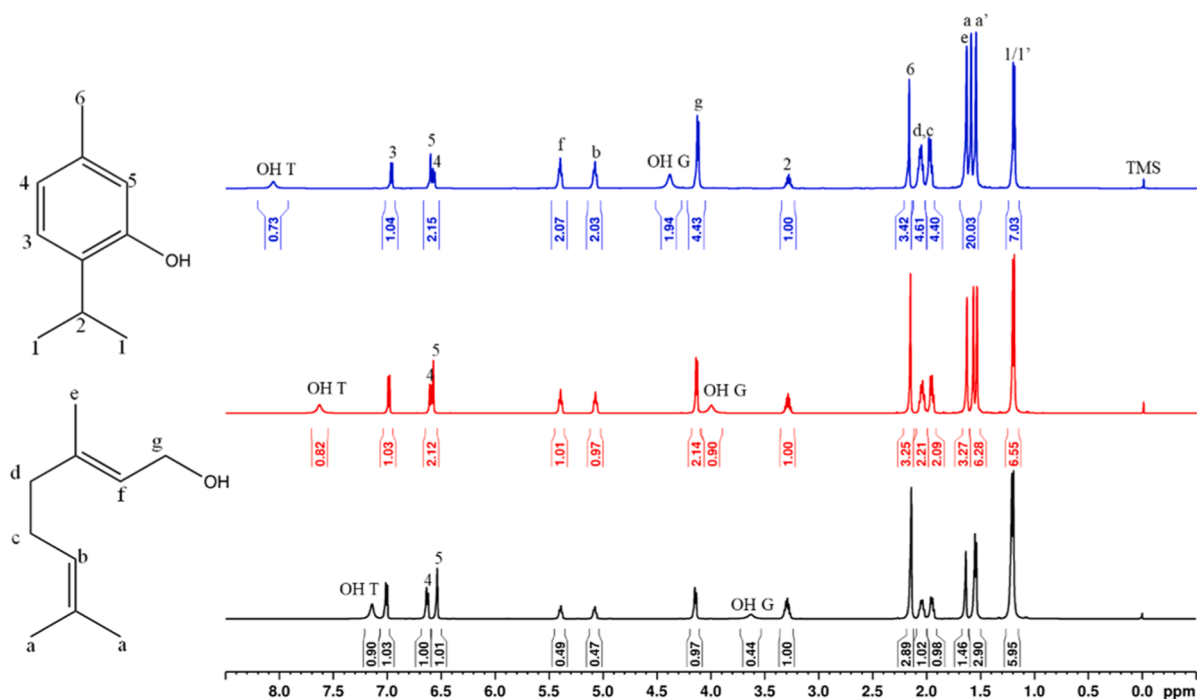 a a'
e
1/1'
6
g
d,c
5
4
3
f
b
OH T
OH G
2
TMS
0.73
1.04
2.15
2.07
2.03
1.94
4.43
1.00
3.42
4.61
4.40
20.03
7.03
5
4
OH T
OH G
0.82
1.03
2.12
1.01
0.97
2.14
0.90
1.00
3.25
2.21
2.09
3.27
6.28
6.55
5
4
OH T
OH G
0.90
1.03
1.00
1.01
0.49
0.47
0.97
0.44
1.00
2.89
1.02
0.98
1.46
2.90
5.95
8.0 7.5 7.0 6.5 6.0 5.5 5.0 4.5 4.0 3.5 3.0 2.5 2.0 1.5 1.0 0.5 0.0 ppm
6
4
5
3
OH
2
1 1
e
g
d
f
OH
c
b
a a